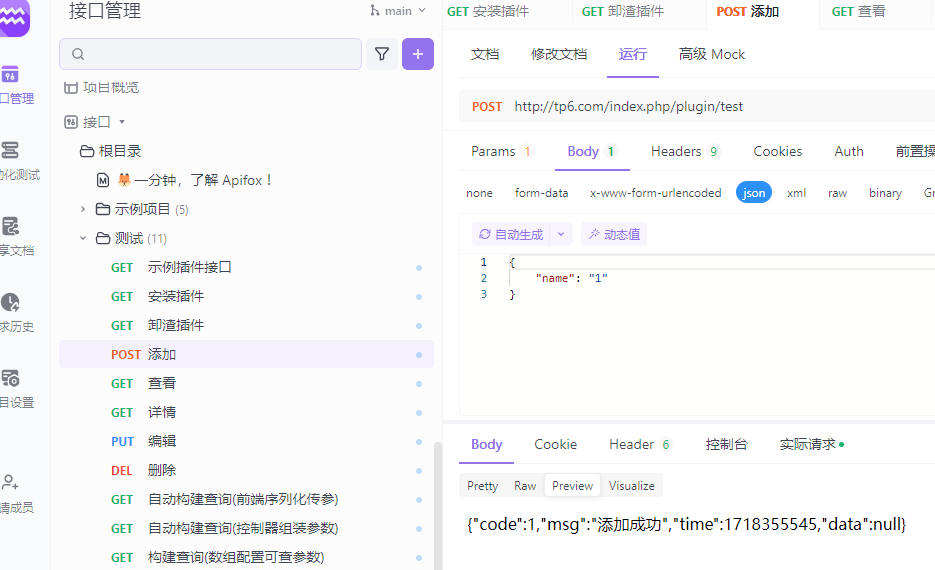 接口管理
main
项目概览
接口
根目录
一分钟，了解 Apifox！
示例项目 (5)
测试 (11)
GET 示例插件接口
GET 安装插件
GET 卸渣插件
POST 添加
GET 查看
GET 详情
PUT 编辑
DEL 删除
GET 自动构建查询(前端序列化传参)
GET 自动构建查询(控制器组装参数)
GET 构建查询(数组配置可查参数)
口管理
动化测试
享文档
求历史
目设置
请成员
GET 安装插件 GET 卸渣插件 POST 添加 GET 查看
文档 修改文档 运行 高级 Mock
POST http://tp6.com/index.php/plugin/test
Params 1 Body 1 Headers 9 Cookies Auth 前置操
none form-data x-www-form-urlencoded json xml raw binary Gr
自动生成 动态值
1 {
2 "name": "1"
3 }
Body Cookie Header 6 控制台 实际请求
Pretty Raw Preview Visualize
{"code":1,"msg":"添加成功","time":1718355545,"data":null}